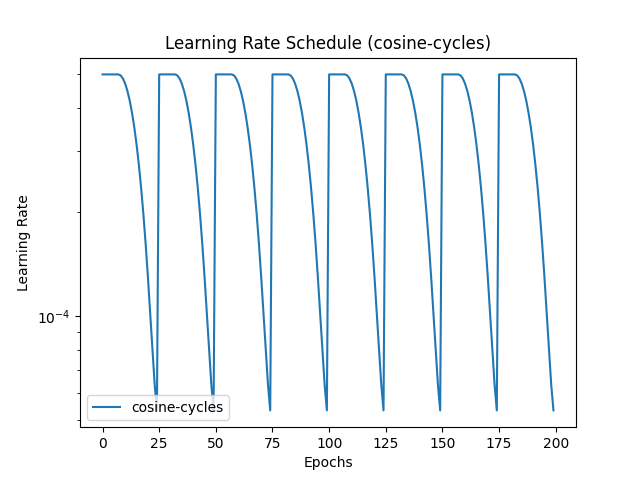 Learning Rate Schedule (cosine-cycles)
Learning Rate
10⁻⁴
cosine-cycles
0 25 50 75 100 125 150 175 200
Epochs